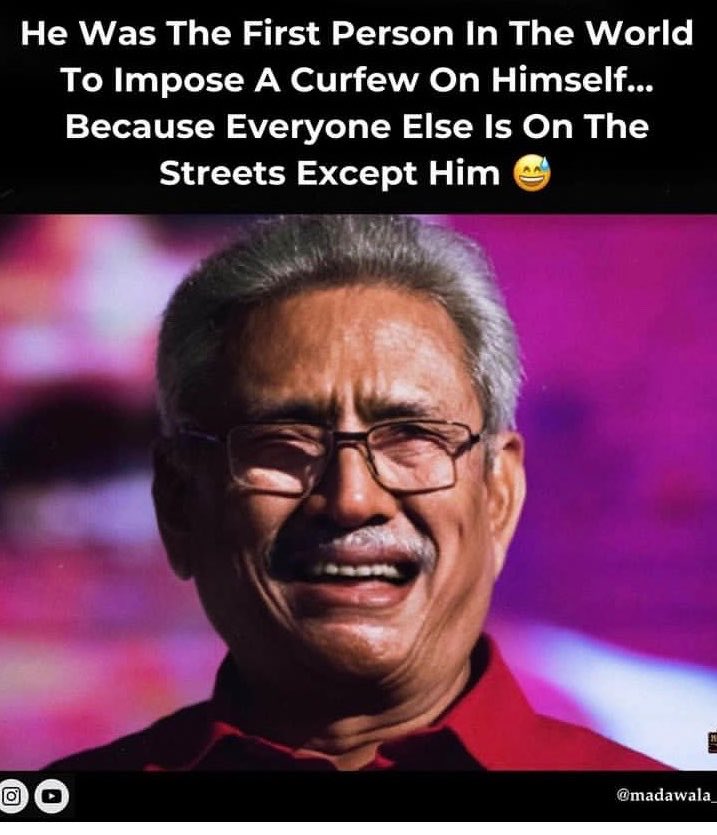 He Was The First Person In The World
To Impose A Curfew On Himself...
Because Everyone Else Is On The
Streets Except Him 😅
@madawala_